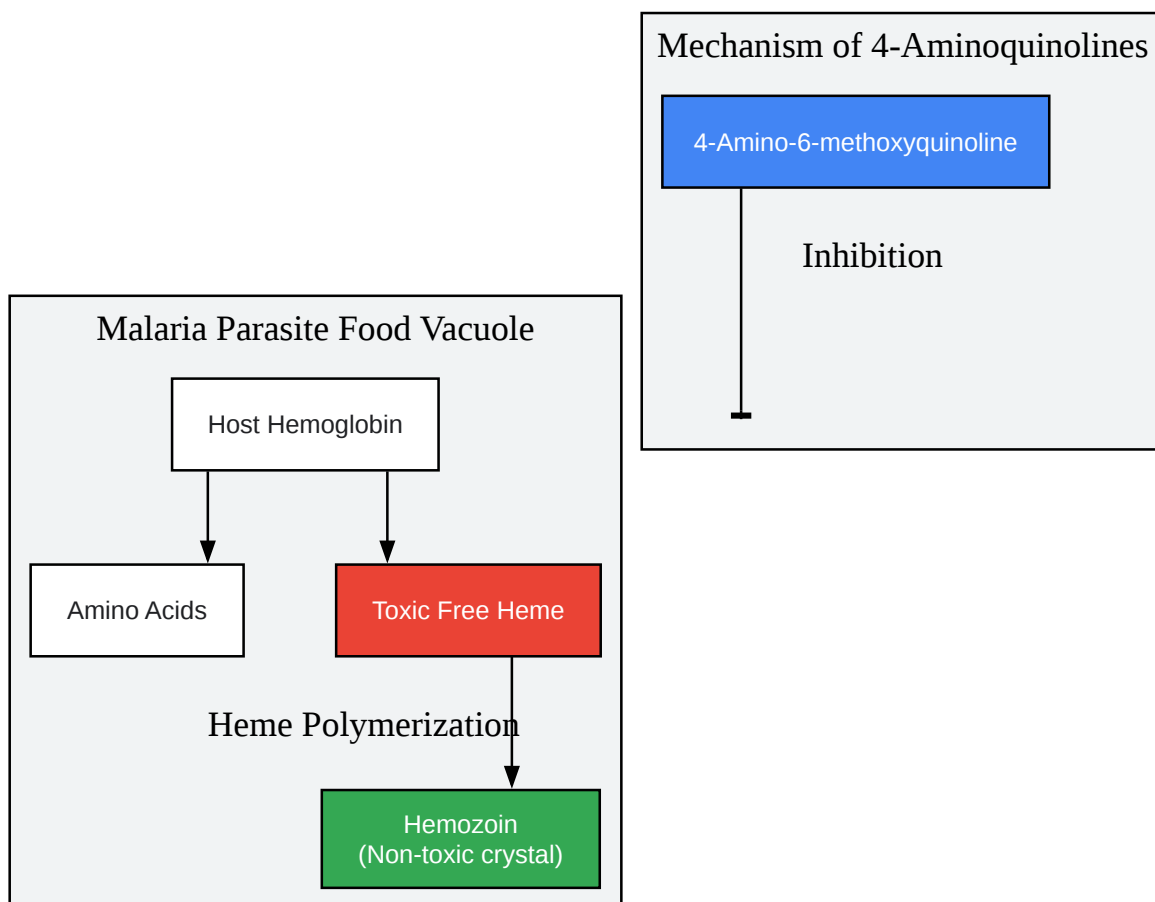 Mechanism of 4-Aminoquinolines
4-Amino-6-methoxyquinoline
Inhibition
Malaria Parasite Food Vacuole
Host Hemoglobin
Amino Acids
Toxic Free Heme
Heme Polymerization
Hemozoin
(Non-toxic crystal)